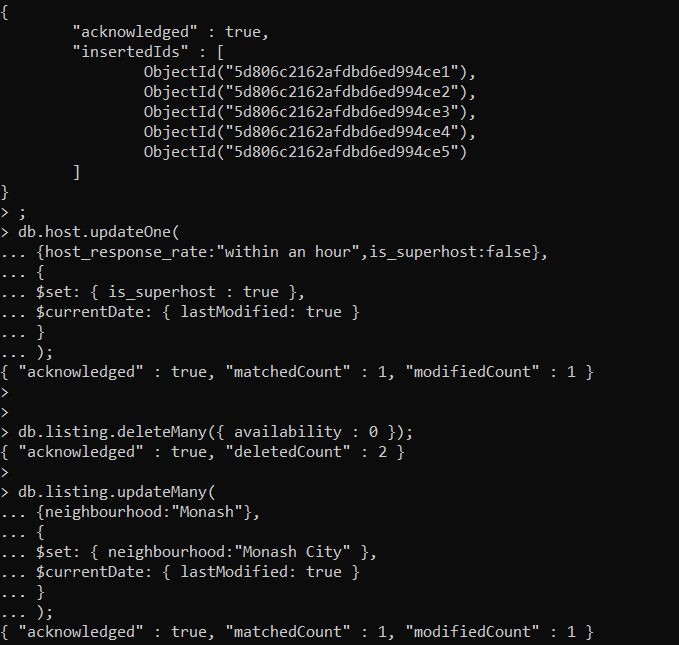 {
        "acknowledged" : true,
        "insertedIds" : [
                ObjectId("5d806c2162afdbd6ed994ce1"),
                ObjectId("5d806c2162afdbd6ed994ce2"),
                ObjectId("5d806c2162afdbd6ed994ce3"),
                ObjectId("5d806c2162afdbd6ed994ce4"),
                ObjectId("5d806c2162afdbd6ed994ce5")
        ]
}
> ;
> db.host.updateOne(
... {host_response_rate:"within an hour",is_superhost:false},
... {
... $set: { is_superhost : true },
... $currentDate: { lastModified: true }
... }
... );
{ "acknowledged" : true, "matchedCount" : 1, "modifiedCount" : 1 }
>
>
> db.listing.deleteMany({ availability : 0 });
{ "acknowledged" : true, "deletedCount" : 2 }
>
> db.listing.updateMany(
... {neighbourhood:"Monash"},
... {
... $set: { neighbourhood:"Monash City" },
... $currentDate: { lastModified: true }
... }
... );
{ "acknowledged" : true, "matchedCount" : 1, "modifiedCount" : 1 }